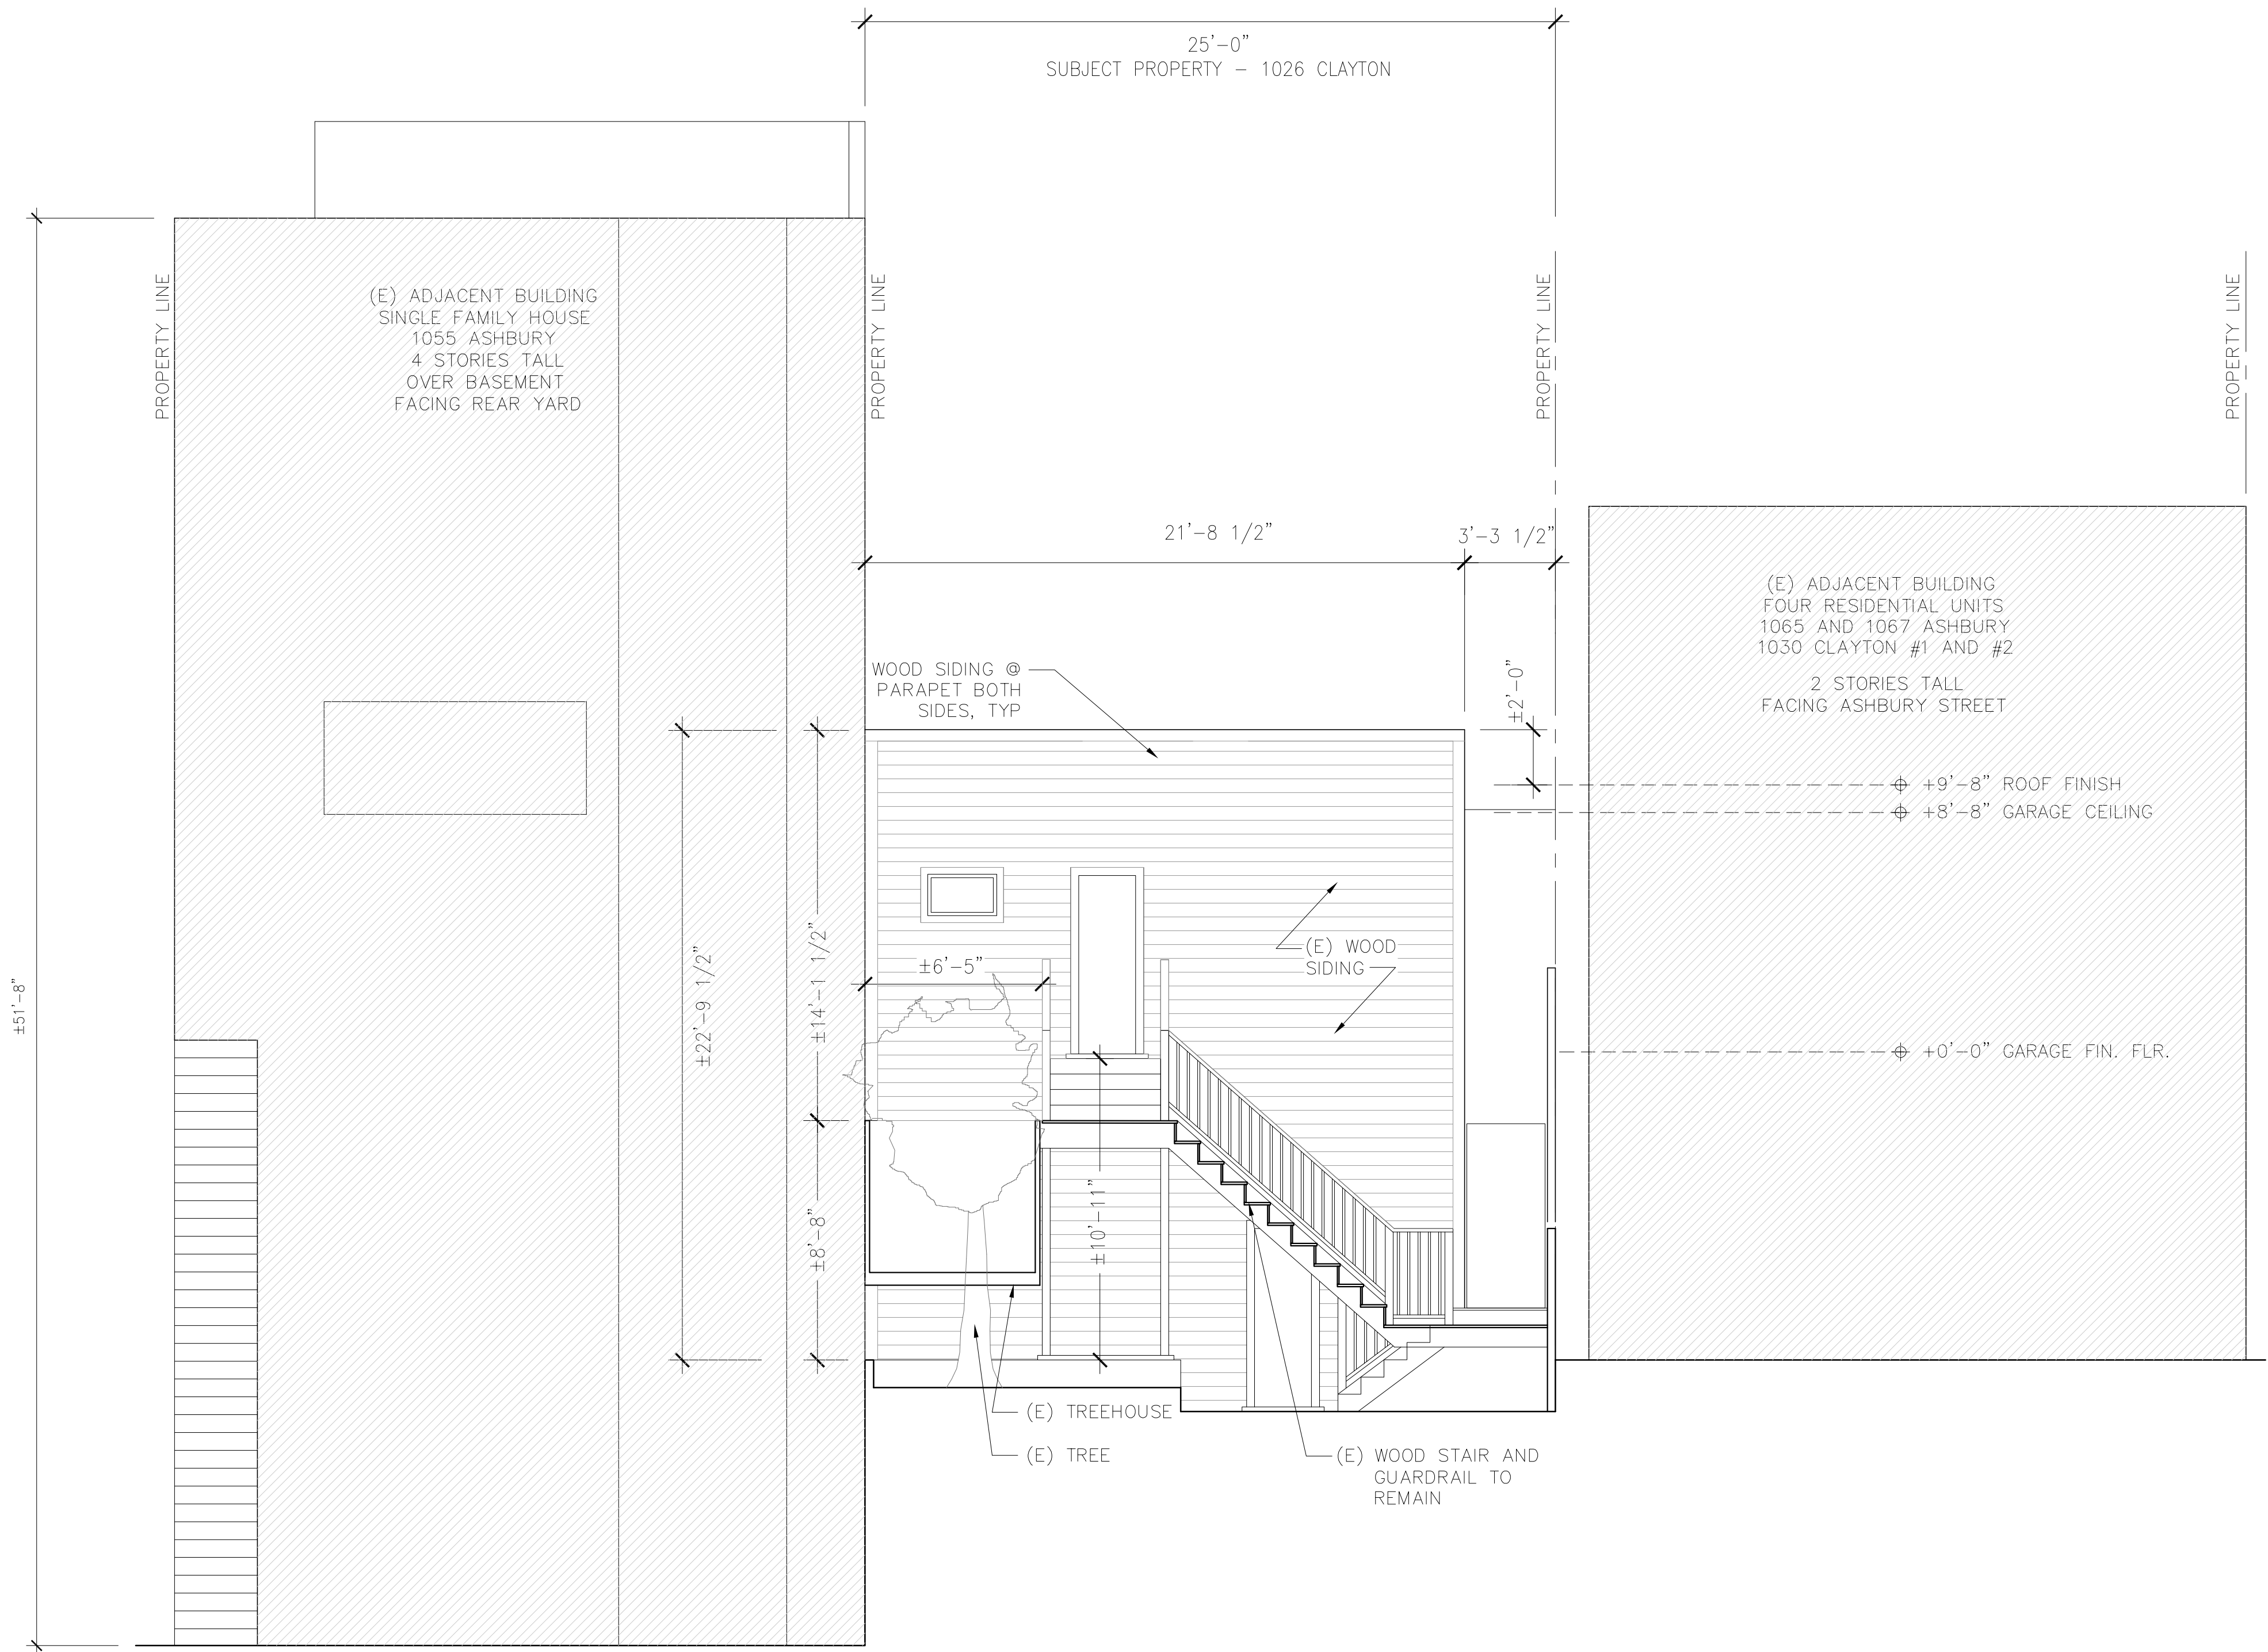 25'-0"
SUBJECT PROPERTY - 1026 CLAYTON
PROPERTY LINE
(E) ADJACENT BUILDING
SINGLE FAMILY HOUSE
1055 ASHBURY
4 STORIES TALL
OVER BASEMENT
FACING REAR YARD
PROPERTY LINE
PROPERTY LINE
PROPERTY LINE
21'-8 1/2"
3'-3 1/2"
(E) ADJACENT BUILDING
FOUR RESIDENTIAL UNITS
1065 AND 1067 ASHBURY
1030 CLAYTON #1 AND #2
2 STORIES TALL
FACING ASHBURY STREET
WOOD SIDING @
PARAPET BOTH
SIDES, TYP
±2'-0"
+9'-8" ROOF FINISH
+8'-8" GARAGE CEILING
±51'-8"
±22'-9 1/2"
±14'-1 1/2"
±6'-5"
(E) WOOD
SIDING
+0'-0" GARAGE FIN. FLR.
±8'-8"
±10'-11"
(E) TREEHOUSE
(E) TREE
(E) WOOD STAIR AND
GUARDRAIL TO
REMAIN